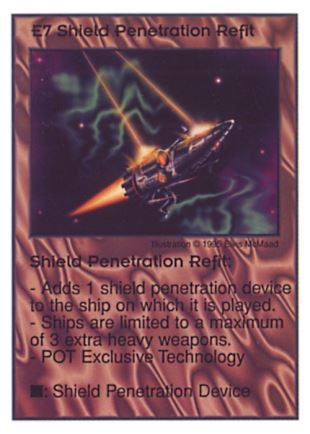 E7 Shield Penetration Refit
Illustration © 1995 Elias McMaad
Shield Penetration Refit:
- Adds 1 shield penetration device
to the ship on which it is played.
- Ships are limited to a maximum
of 3 extra heavy weapons.
- POT Exclusive Technology
■: Shield Penetration Device